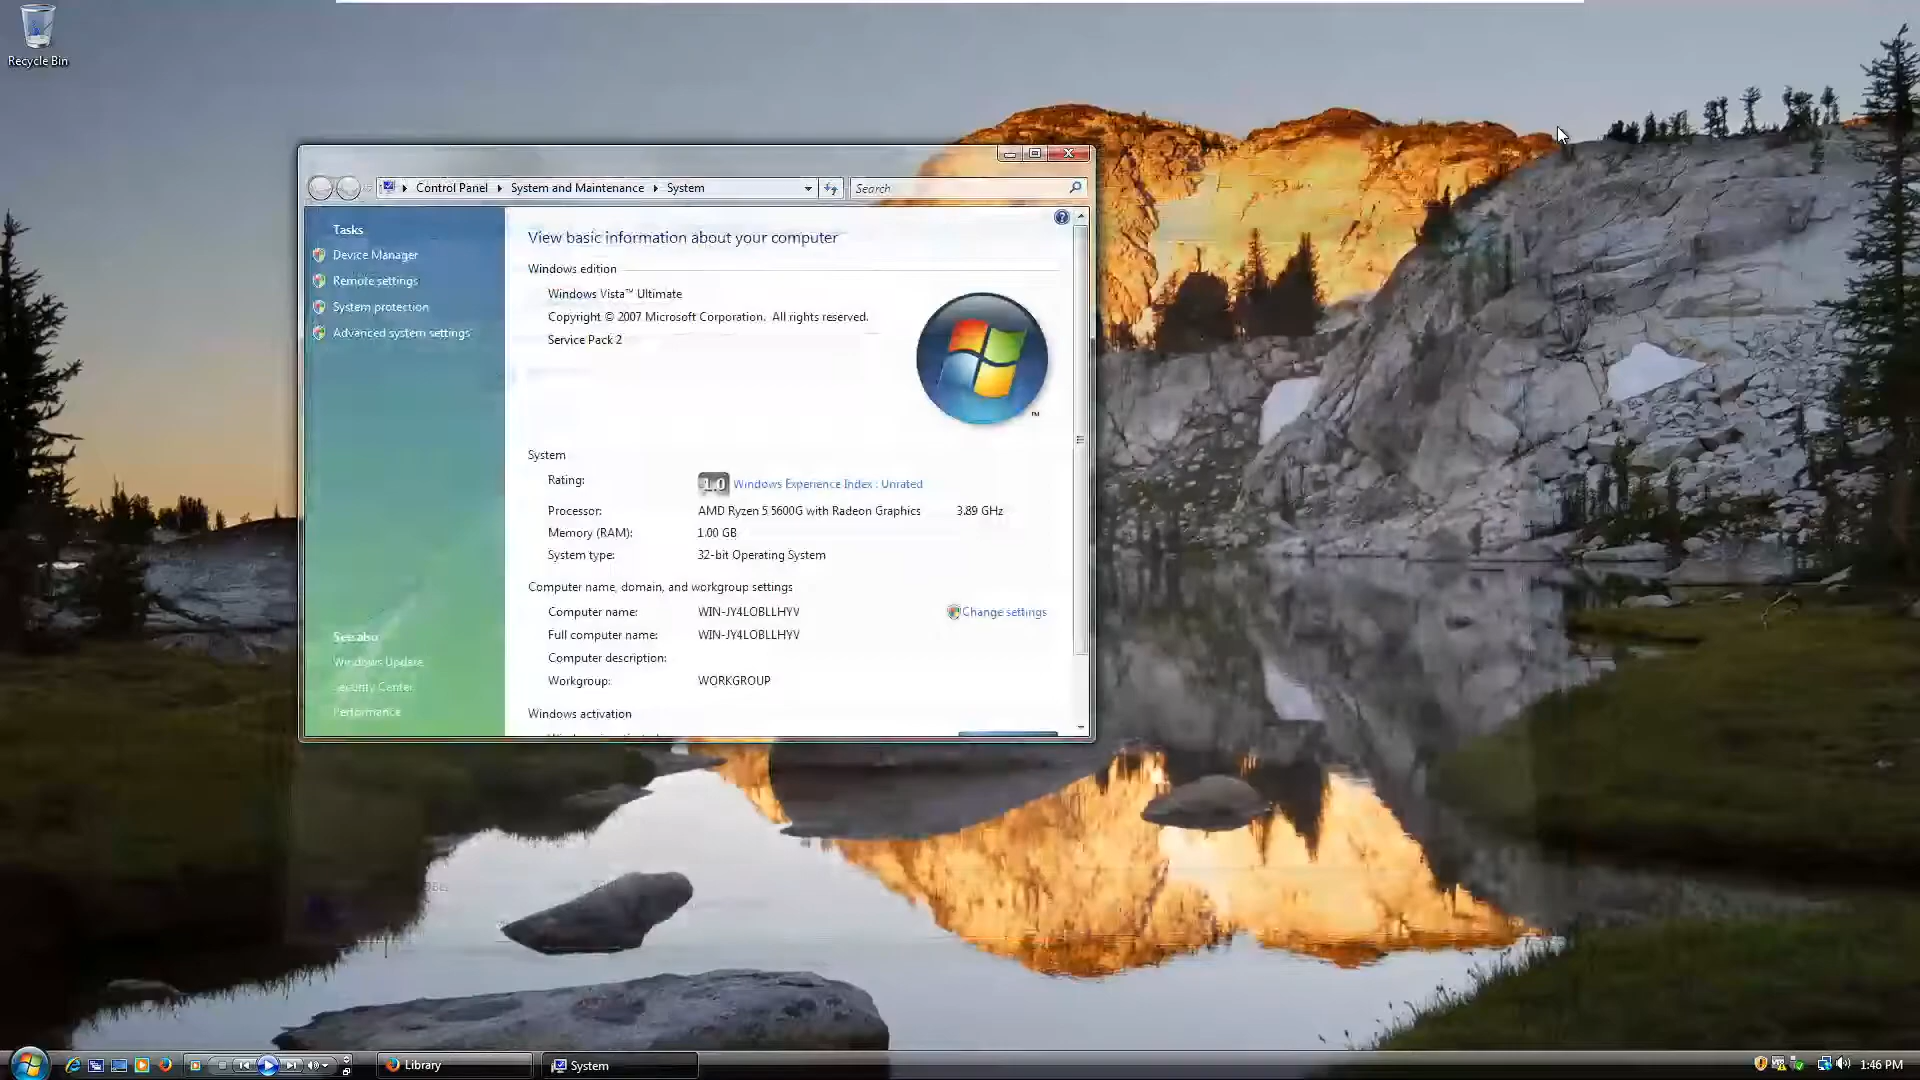 Recycle Bin
Control Panel
System and Maintenance
System
Search
Tasks
Device Manager
Remote settings
System protection
Advanced system settings
See also
Windows Update
Security Center
Performance
View basic information about your computer
Windows edition
Windows Vista™ Ultimate
Copyright © 2007 Microsoft Corporation. All rights reserved.
Service Pack 2
TM
System
Rating: 1.0 Windows Experience Index : Unrated
Processor: AMD Ryzen 5 5600G with Radeon Graphics 3.89 GHz
Memory (RAM): 1.00 GB
System type: 32-bit Operating System
Computer name, domain, and workgroup settings
Computer name: WIN-JY4LOBLLHYV Change settings
Full computer name: WIN-JY4LOBLLHYV
Computer description:
Workgroup: WORKGROUP
Windows activation
Library
System
1:46 PM